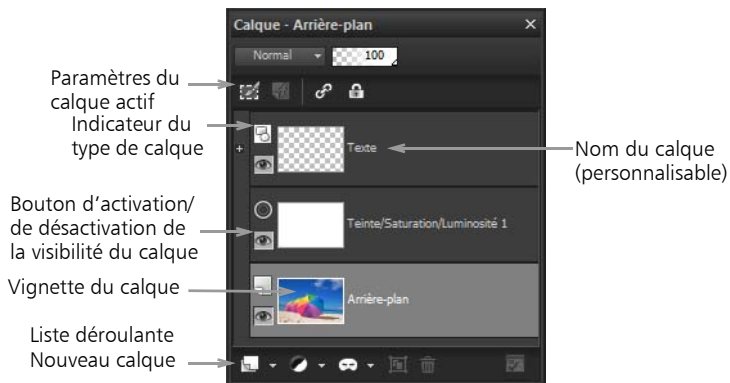 Calque - Arrière-plan
Normal
100
Paramètres du
calque actif
Indicateur du
type de calque
Texte
Nom du calque
(personnalisable)
Bouton d’activation/
de désactivation de
la visibilité du calque
Teinte/Saturation/Luminosité 1
Vignette du calque
Arrière-plan
Liste déroulante
Nouveau calque